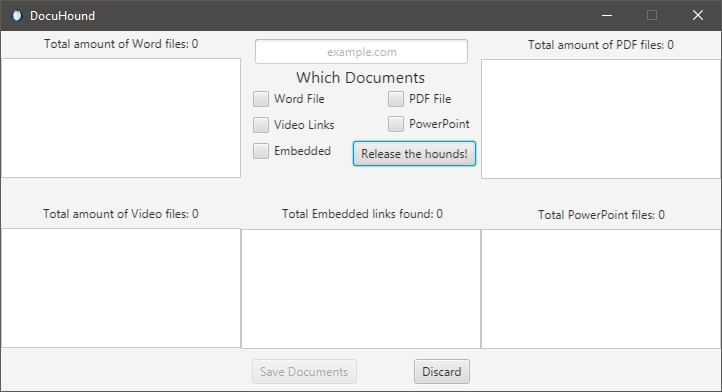 DocuHound
Total amount of Word files: 0
example.com
Total amount of PDF files: 0
Which Documents
Word File
PDF File
Video Links
PowerPoint
Embedded
Release the hounds!
Total amount of Video files: 0
Total Embedded links found: 0
Total PowerPoint files: 0
Save Documents
Discard